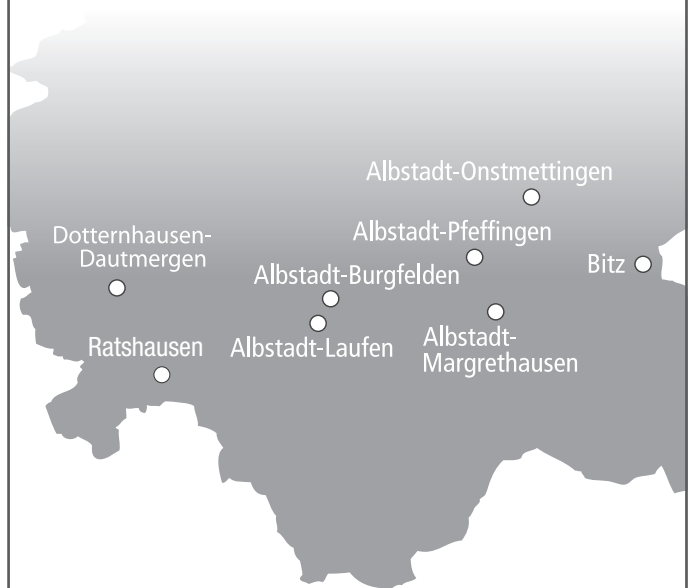 Albstadt-Onstmettingen
Albstadt-Pfeffingen
Dotternhausen-
Dautmergen
Bitz
Albstadt-Burgfelden
Ratshausen
Albstadt-Laufen
Albstadt-
Margrethausen